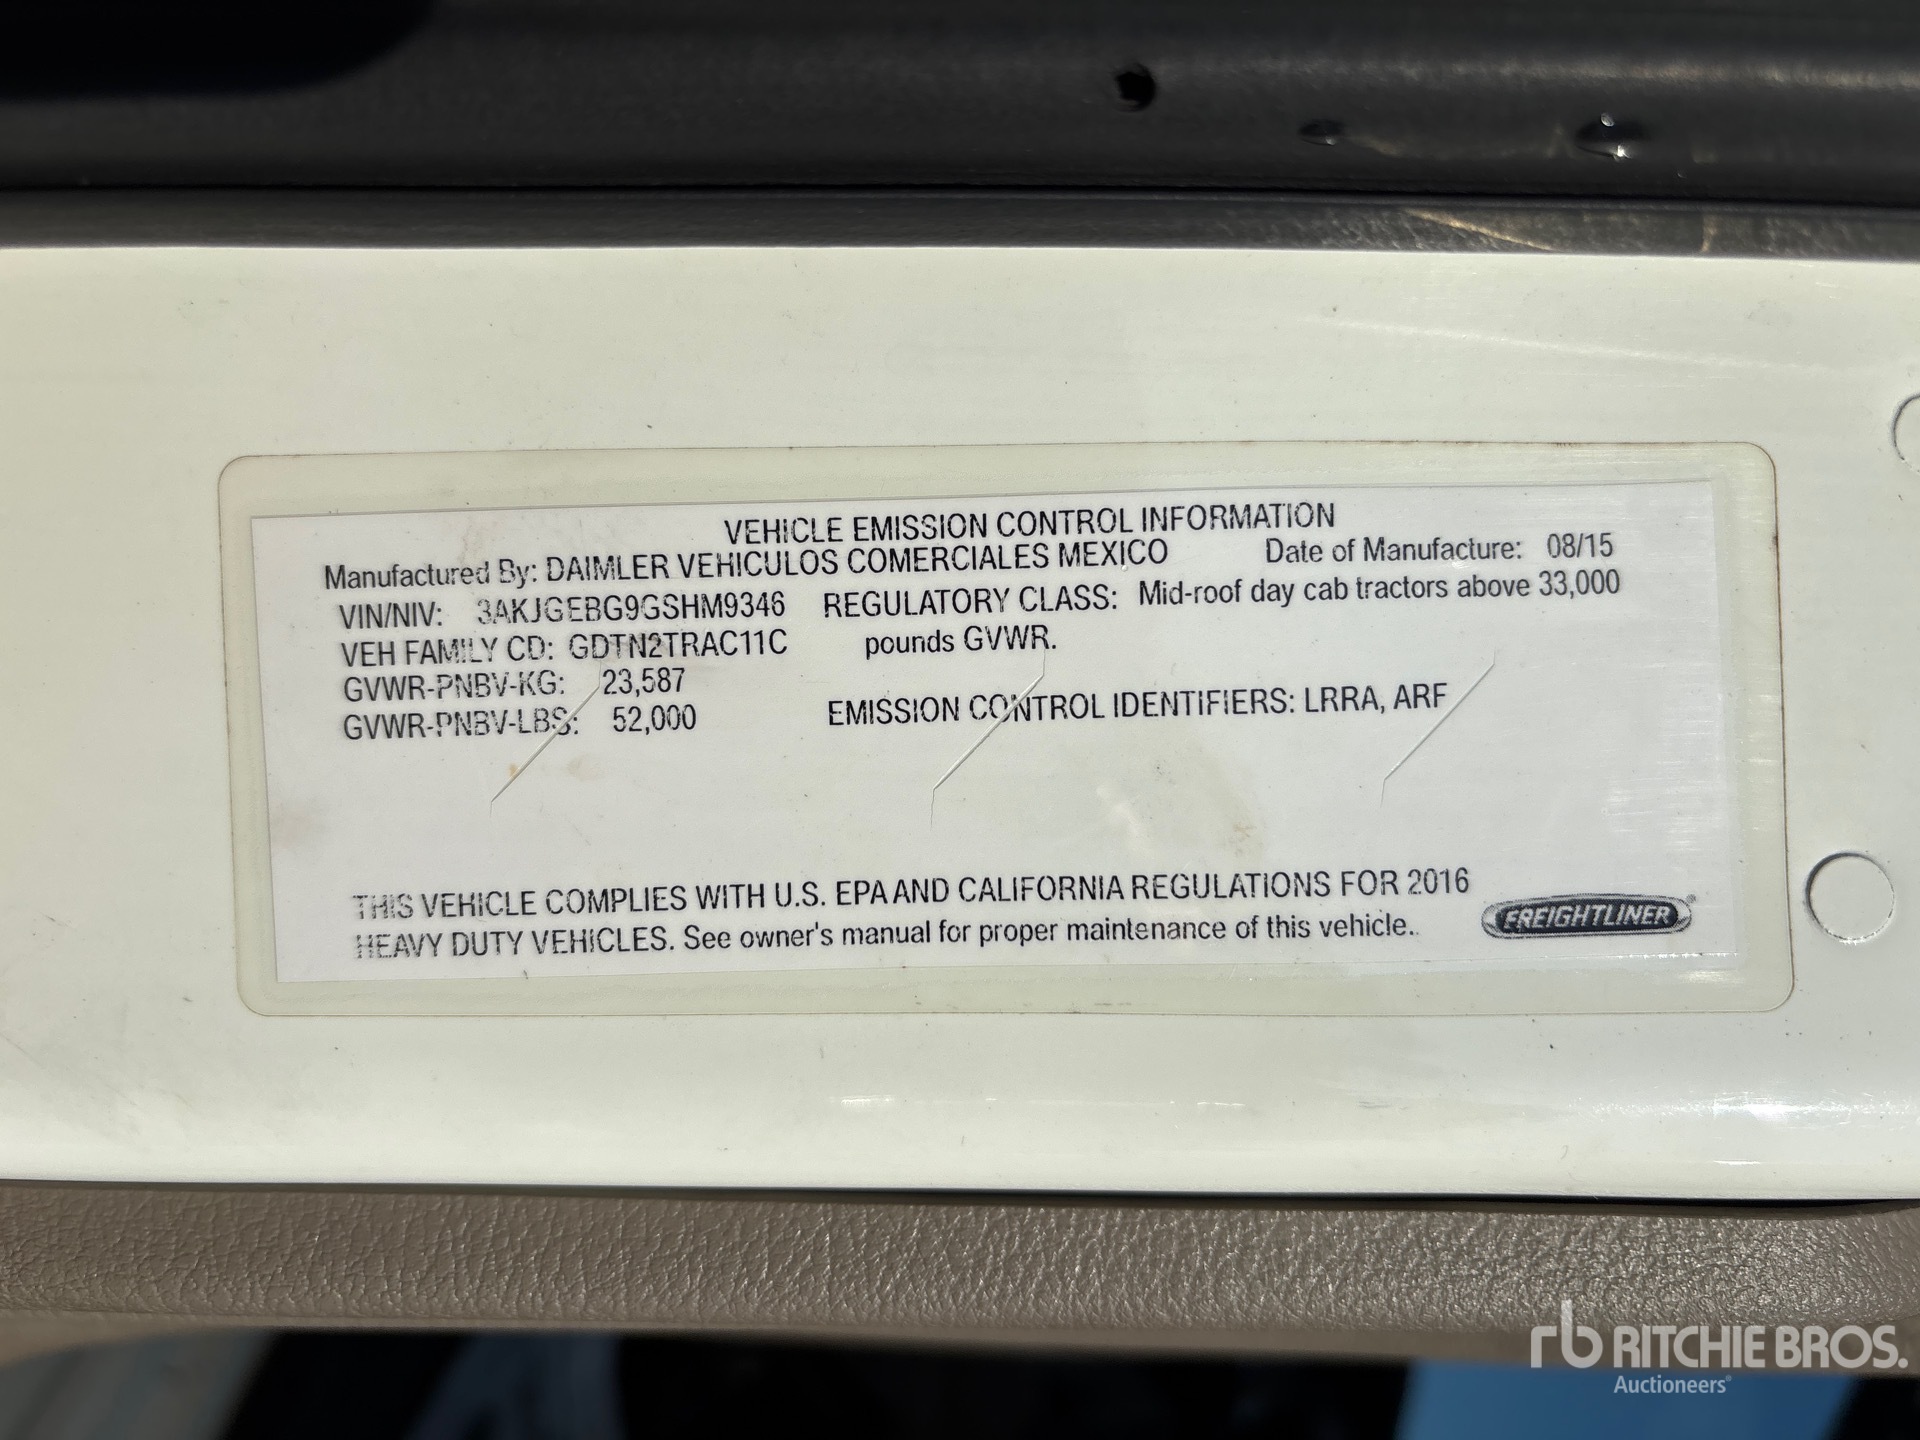 VEHICLE EMISSION CONTROL INFORMATION
Manufactured By: DAIMLER VEHICULOS COMERCIALES MEXICO Date of Manufacture: 08/15
VIN/NIV: 3AKJGEBG9GSHM9346 REGULATORY CLASS: Mid-roof day cab tractors above 33,000
VEH FAMILY CD: GDTN2TRAC11C pounds GVWR.
GVWR-PNBV-KG: 23,587
GVWR-PNBV-LBS: 52,000 EMISSION CONTROL IDENTIFIERS: LRRA, ARF
THIS VEHICLE COMPLIES WITH U.S. EPA AND CALIFORNIA REGULATIONS FOR 2016
HEAVY DUTY VEHICLES. See owner's manual for proper maintenance of this vehicle..
FREIGHTLINER®
rb RITCHIE BROS.
Auctioneers®